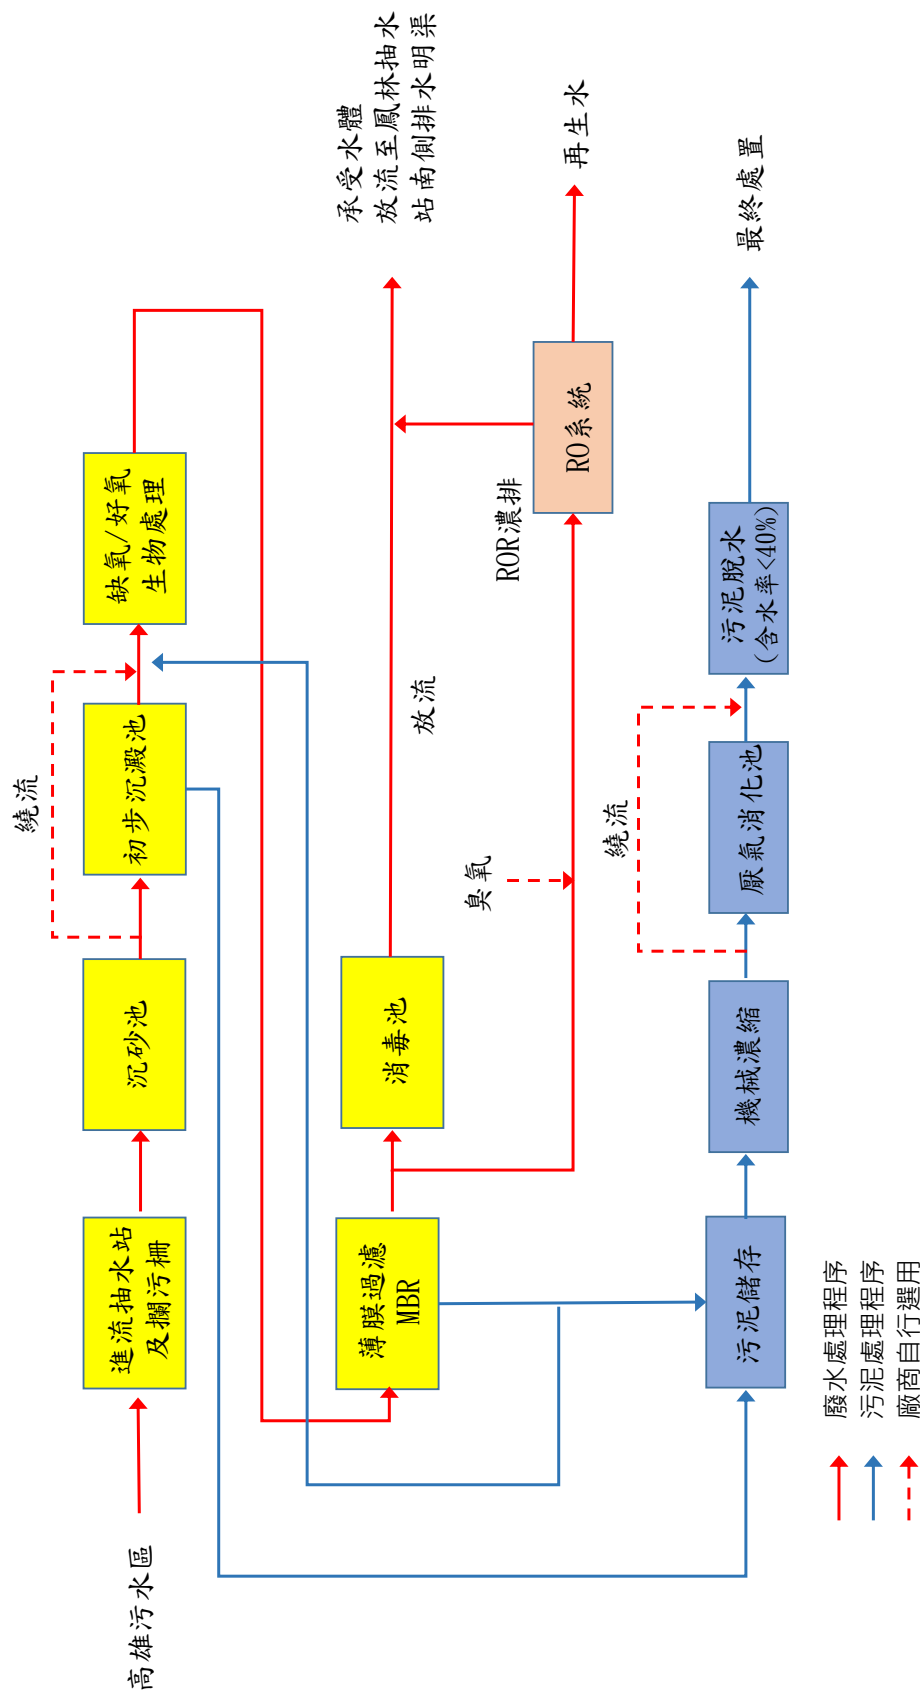 高雄污水區
進流抽水站
及攔污柵
沉砂池
繞流
初步沉澱池
缺氧/好氧
生物處理
薄膜過濾
MBR
消毒池
放流
承受水體
放流至鳳林抽水
站南側排水明渠
臭氧
ROR濃排
RO系統
再生水
污泥儲存
機械濃縮
繞流
厭氣消化池
污泥脫水
(含水率<40%)
最終處置
廢水處理程序
污泥處理程序
廠商自行選用